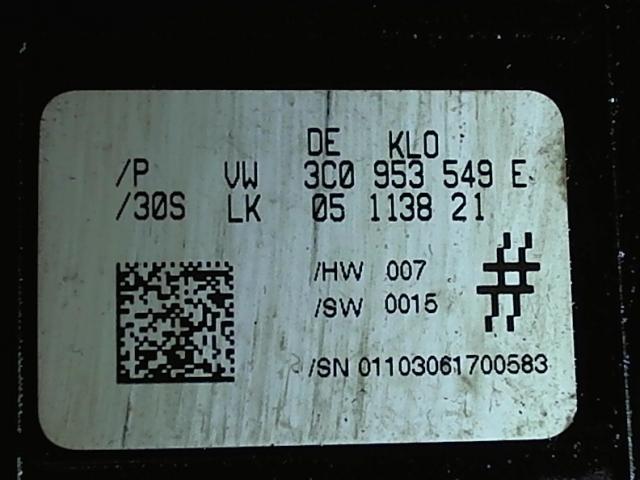 DE KLO
/P VW 3C0 953 549 E
/30S LK 05 1138 21
/HW 007
/SW 0015
/SN 01103061700583